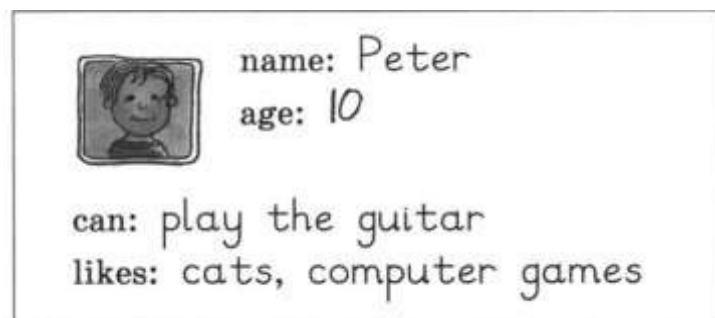 name: Peter
age: 10
can: play the guitar
likes: cats, computer games